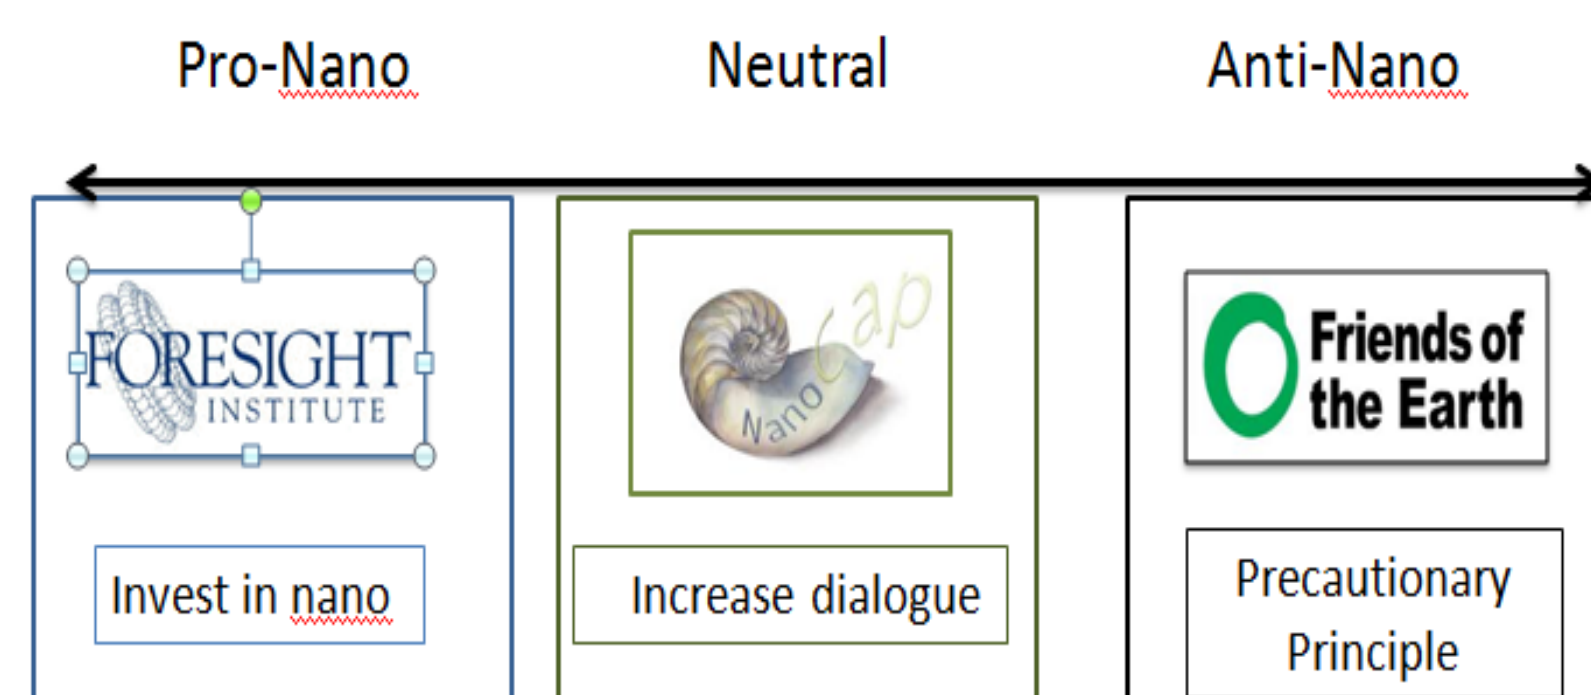 Pro-Nano
Neutral
Anti-Nano
FORESIGHT
INSTITUTE
Nano
Cap
Friends of
the Earth
Invest in nano
Increase dialogue
Precautionary
Principle